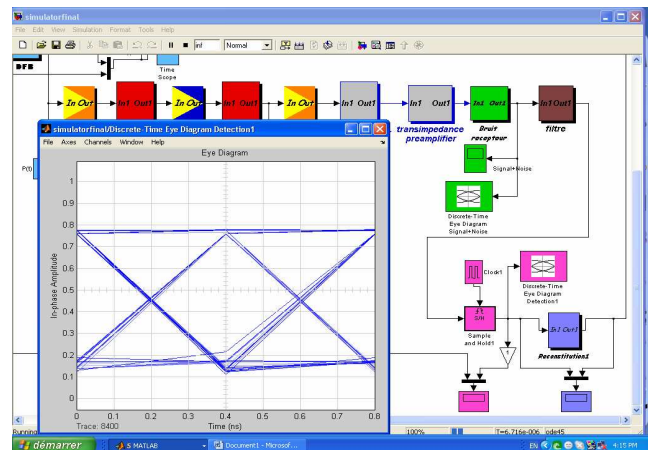 simulatorfinal
File Edit View Simulation Format Tools Help
inf
Normal
DFB
Time
Scope
In Out
In1 Out1
In Out
In1 Out1
In Out
In1 Out1
In1 Out1
In1 Out1
In1 Out1
transimpedance
preamplifier
Bruit
recepteur
filtre
P(t)
Signal+Noise
Discrete-Time
Eye Diagram
Signal+Noise
Clock1
Discrete-Time
Eye Diagram
Detection1
S/H
Sample
and Hold1
1
In1 Out1
Reconstitution1
simulatorfinal/Discrete-Time Eye Diagram Detection1
File Axes Channels Window Help
Eye Diagram
In-phase Amplitude
1
0.9
0.8
0.7
0.6
0.5
0.4
0.3
0.2
0.1
0
0 0.1 0.2 0.3 0.4 0.5 0.6 0.7 0.8
Time (ns)
Trace: 8400
Running
100%
T=6.716e-006
ode45
démarrer
5 MATLAB
Document1 - Microsof...
EN
4:15 PM